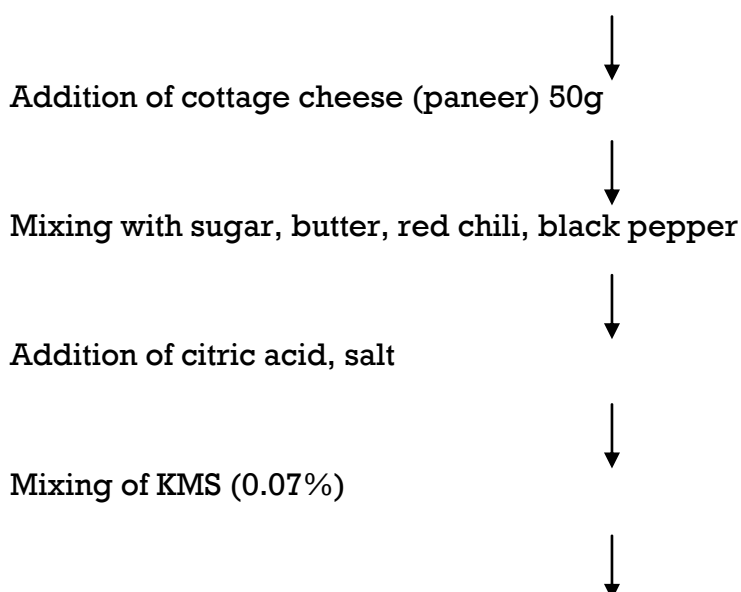 Addition of cottage cheese (paneer) 50g
Mixing with sugar, butter, red chili, black pepper
Addition of citric acid, salt
Mixing of KMS (0.07%)